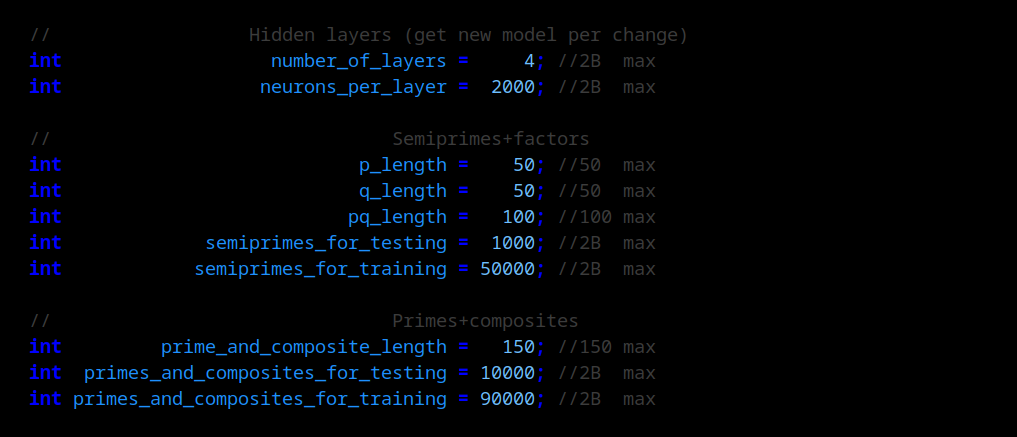 // Hidden layers (get new model per change)
int number_of_layers = 4; //2B max
int neurons_per_layer = 2000; //2B max
// Semiprimes+factors
int p_length = 50; //50 max
int q_length = 50; //50 max
int pq_length = 100; //100 max
int semiprimes_for_testing = 1000; //2B max
int semiprimes_for_training = 50000; //2B max
// Primes+composites
int prime_and_composite_length = 150; //150 max
int primes_and_composites_for_testing = 10000; //2B max
int primes_and_composites_for_training = 90000; //2B max